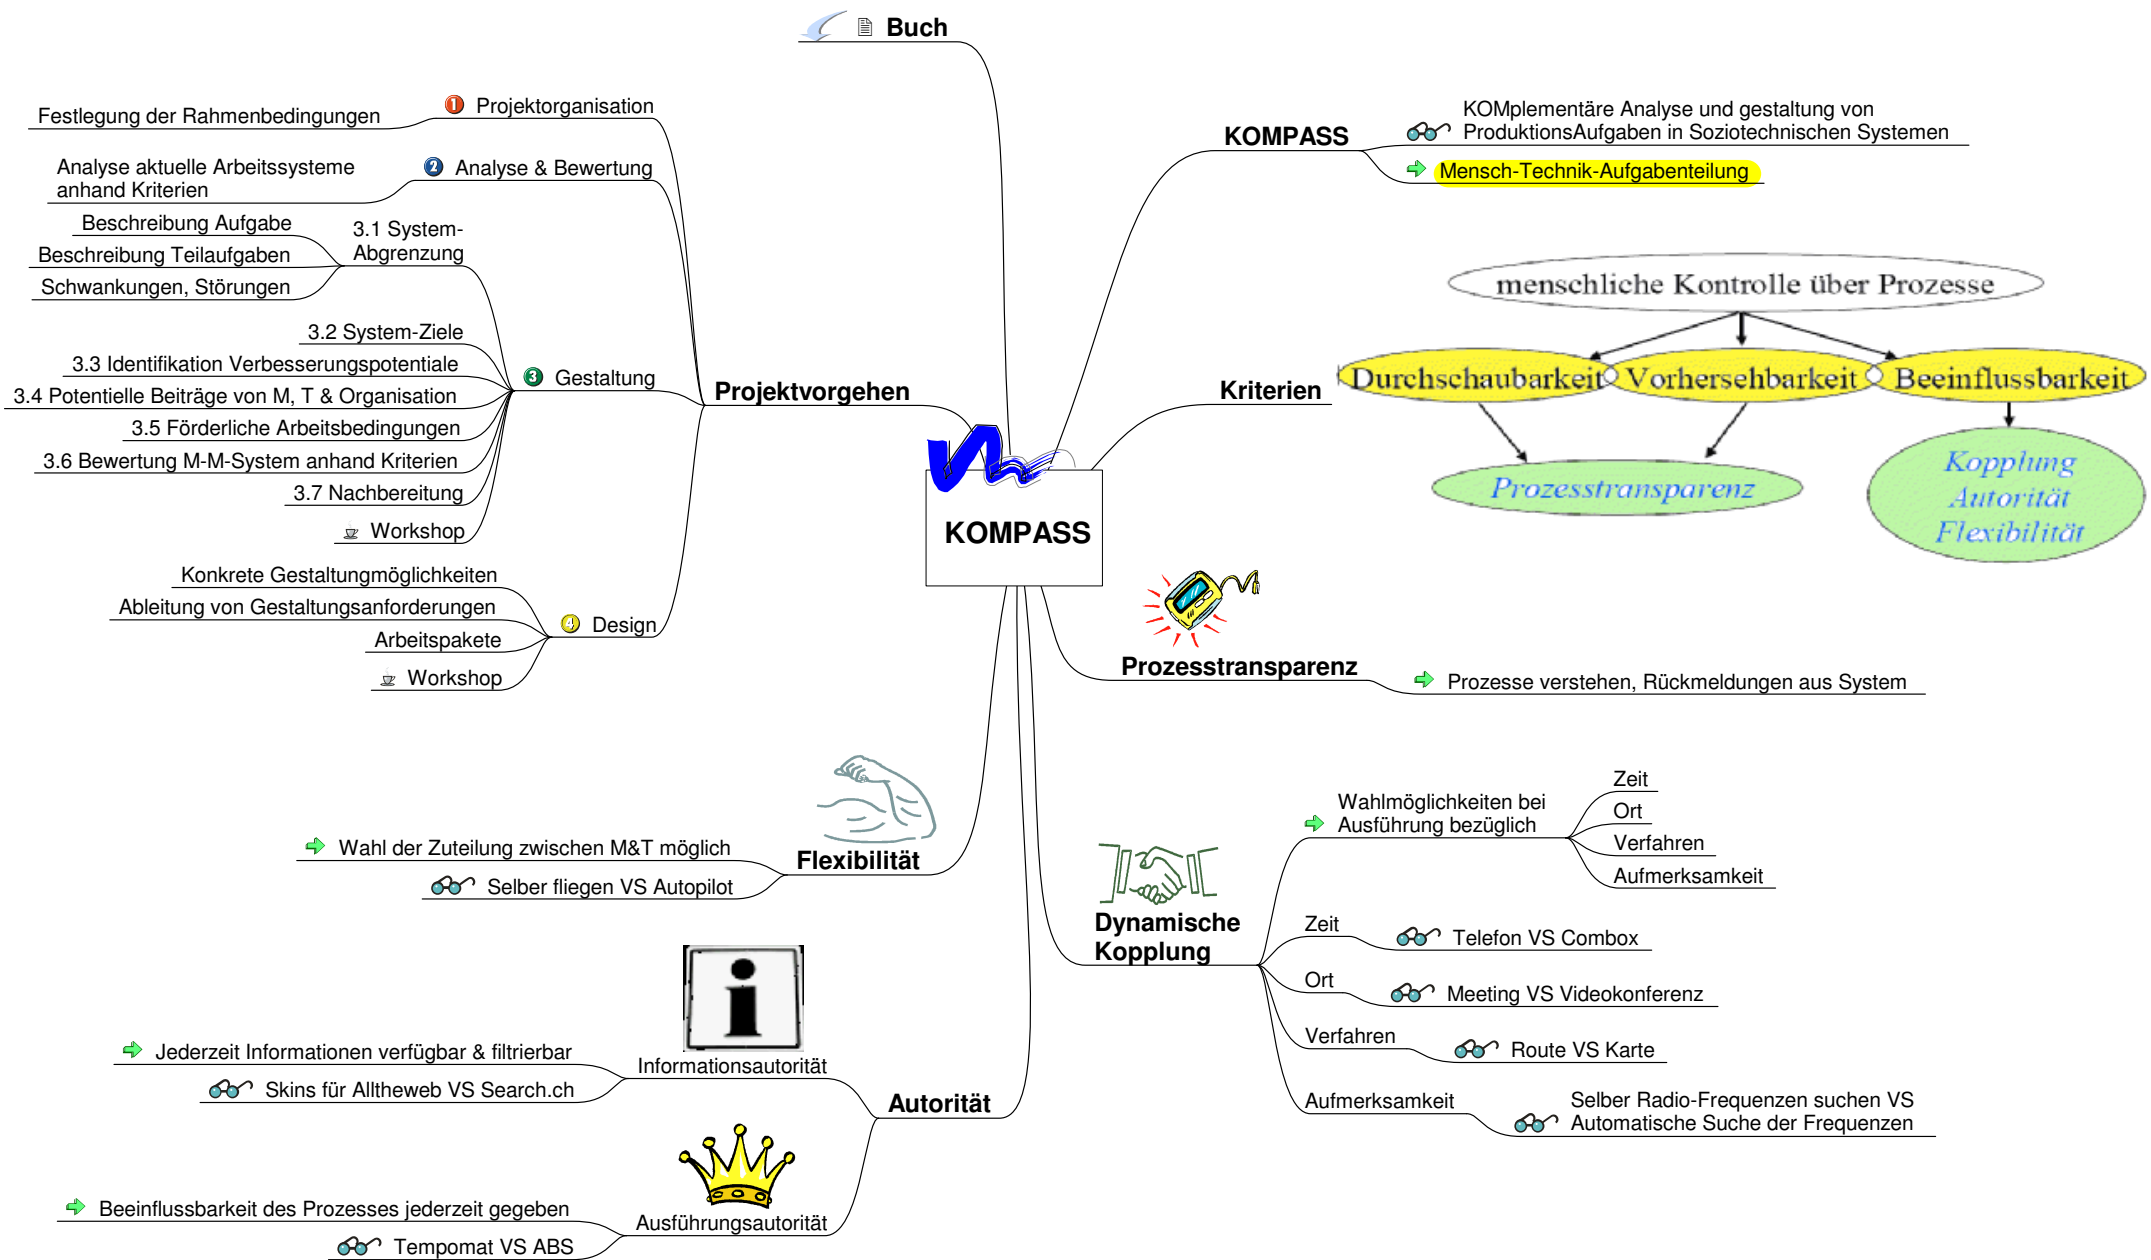 Buch
Projektorganisation
Festlegung der Rahmenbedingungen
Analyse & Bewertung
Analyse aktuelle Arbeitssysteme
anhand Kriterien
3.1 System-
Abgrenzung
Beschreibung Aufgabe
Beschreibung Teilaufgaben
Schwankungen, Störungen
3.2 System-Ziele
3.3 Identifikation Verbesserungspotentiale
3.4 Potentielle Beiträge von M, T & Organisation
3.5 Förderliche Arbeitsbedingungen
3.6 Bewertung M-M-System anhand Kriterien
3.7 Nachbereitung
Workshop
3 Gestaltung
Projektvorgehen
Konkrete Gestaltungmöglichkeiten
Ableitung von Gestaltungsanforderungen
Arbeitspakete
Workshop
4 Design
1
2
KOMPASS
KOMPASS
KOMplementäre Analyse und gestaltung von
ProduktionsAufgaben in Soziotechnischen Systemen
Mensch-Technik-Aufgabenteilung
Kriterien
menschliche Kontrolle über Prozesse
Durchschaubarkeit
Vorhersehbarkeit
Beeinflussbarkeit
Prozesstransparenz
Kopplung
Autorität
Flexibilität
Prozesstransparenz
Prozesse verstehen, Rückmeldungen aus System
Flexibilität
Wahl der Zuteilung zwischen M&T möglich
Selber fliegen VS Autopilot
Dynamische
Kopplung
Wahlmöglichkeiten bei
Ausführung bezüglich
Zeit
Ort
Verfahren
Aufmerksamkeit
Zeit
Telefon VS Combox
Ort
Meeting VS Videokonferenz
Verfahren
Route VS Karte
Aufmerksamkeit
Selber Radio-Frequenzen suchen VS
Automatische Suche der Frequenzen
Autorität
i
Informationsautorität
Jederzeit Informationen verfügbar & filtrierbar
Skins für Alltheweb VS Search.ch
Ausführungsautorität
Beeinflussbarkeit des Prozesses jederzeit gegeben
Tempomat VS ABS